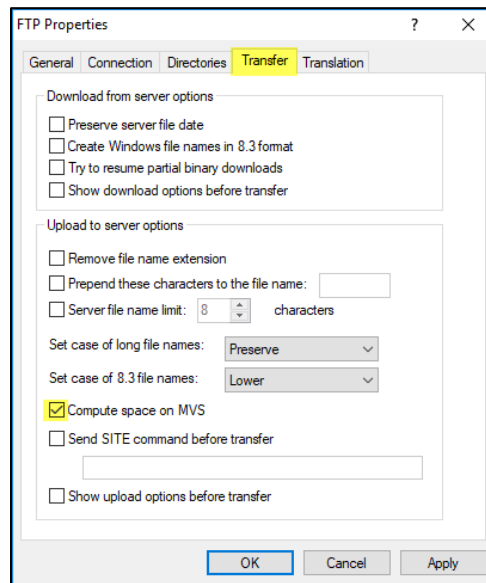 FTP Properties ? ×
General Connection Directories Transfer Translation
Download from server options
Preserve server file date
Create Windows file names in 8.3 format
Try to resume partial binary downloads
Show download options before transfer
Upload to server options
Remove file name extension
Prepend these characters to the file name:
Server file name limit: 8 characters
Set case of long file names: Preserve
Set case of 8.3 file names: Lower
Compute space on MVS
Send SITE command before transfer
Show upload options before transfer
OK Cancel Apply